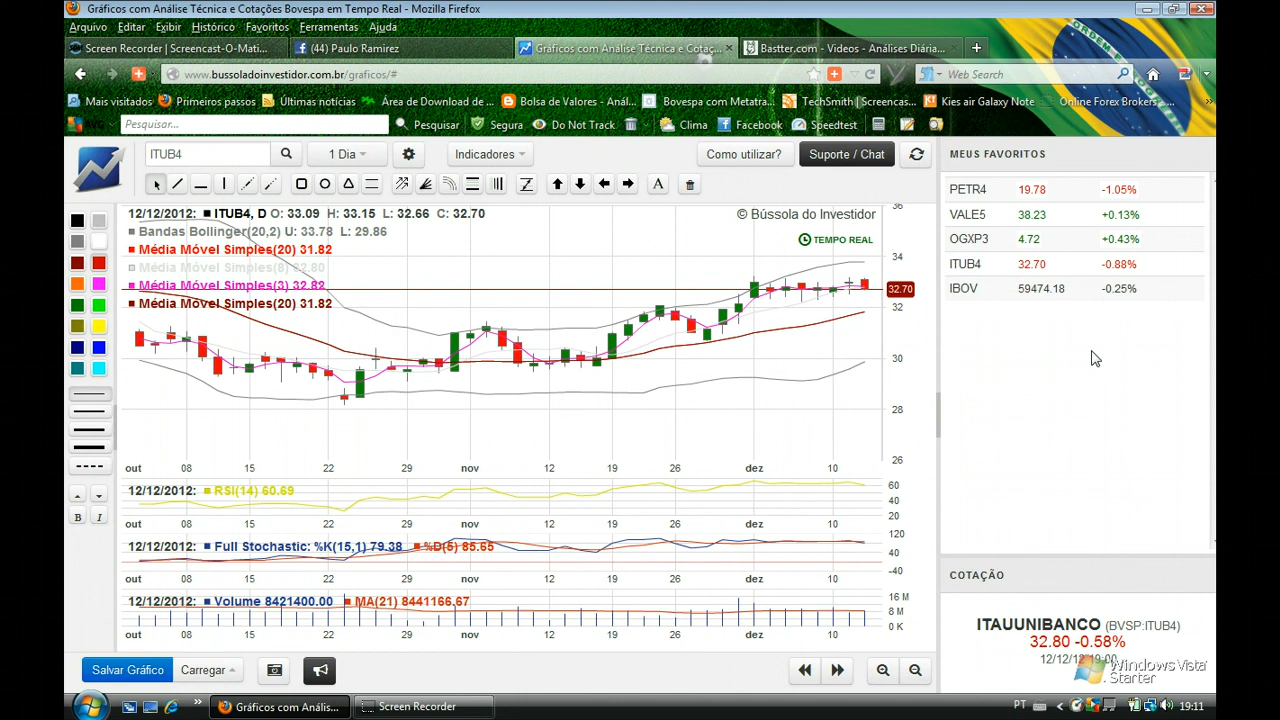 Gráficos com Análise Técnica e Cotações Bovespa em Tempo Real - Mozilla Firefox
Arquivo Editar Exibir Histórico Favoritos Ferramentas Ajuda
Screen Recorder | Screencast-O-Mati... (44) Paulo Ramirez Gráficos com Análise Técnica e Cotaç... Bastter.com - Videos - Análises Diária...
www.bussoladoinvestidor.com.br/graficos/# Web Search
Mais visitados Primeiros passos Últimas notícias Área de Download de ... Bolsa de Valores - Anál... Bovespa com Metatra... TechSmith | Screencas... Kies air Galaxy Note Online Forex Brokers -...
AVG Pesquisar... Pesquisar Segura Do Not Track Clima Facebook Speedtest
ITUB4 1 Dia Indicadores Como utilizar? Suporte / Chat
A
12/12/2012: ITUB4, D O: 33.09 H: 33.15 L: 32.66 C: 32.70
© Bússola do Investidor
Bandas Bollinger(20,2) U: 33.78 L: 29.86
TEMPO REAL
Média Móvel Simples(20) 31.82
Média Móvel Simples(8) 32.80
Média Móvel Simples(3) 32.82
Média Móvel Simples(20) 31.82
36
34
32.70
32
30
28
26
out 08 15 22 29 nov 12 19 26 dez 10
12/12/2012: RSI(14) 60.69
60
40
20
out 08 15 22 29 nov 12 19 26 dez 10
12/12/2012: Full Stochastic: %K(15,1) 79.38 %D(5) 85.65
120
40
-40
out 08 15 22 29 nov 12 19 26 dez 10
12/12/2012: Volume 8421400.00 MA(21) 8441166.67
16 M
8 M
0 K
out 08 15 22 29 nov 12 19 26 dez 10
B I
Salvar Gráfico Carregar
MEUS FAVORITOS
PETR4 19.78 -1.05%
VALE5 38.23 +0.13%
OGXP3 4.72 +0.43%
ITUB4 32.70 -0.88%
IBOV 59474.18 -0.25%
COTAÇÃO
ITAUUNIBANCO (BVSP:ITUB4)
32.80 -0.58%
12/12/12 19:00
Windows Vista
Starter
Gráficos com Anális... Screen Recorder PT 19:11